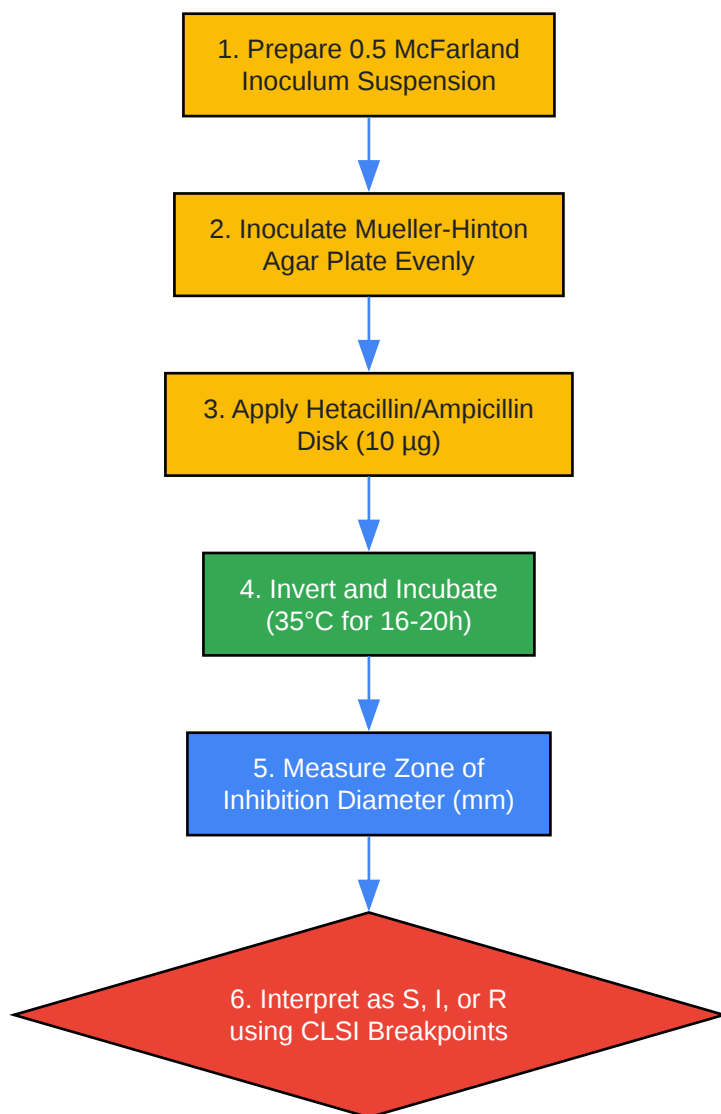 1. Prepare 0.5 McFarland
Inoculum Suspension
2. Inoculate Mueller-Hinton
Agar Plate Evenly
3. Apply Hetacillin/Ampicillin
Disk (10 µg)
4. Invert and Incubate
(35°C for 16-20h)
5. Measure Zone of
Inhibition Diameter (mm)
6. Interpret as S, I, or R
using CLSI Breakpoints